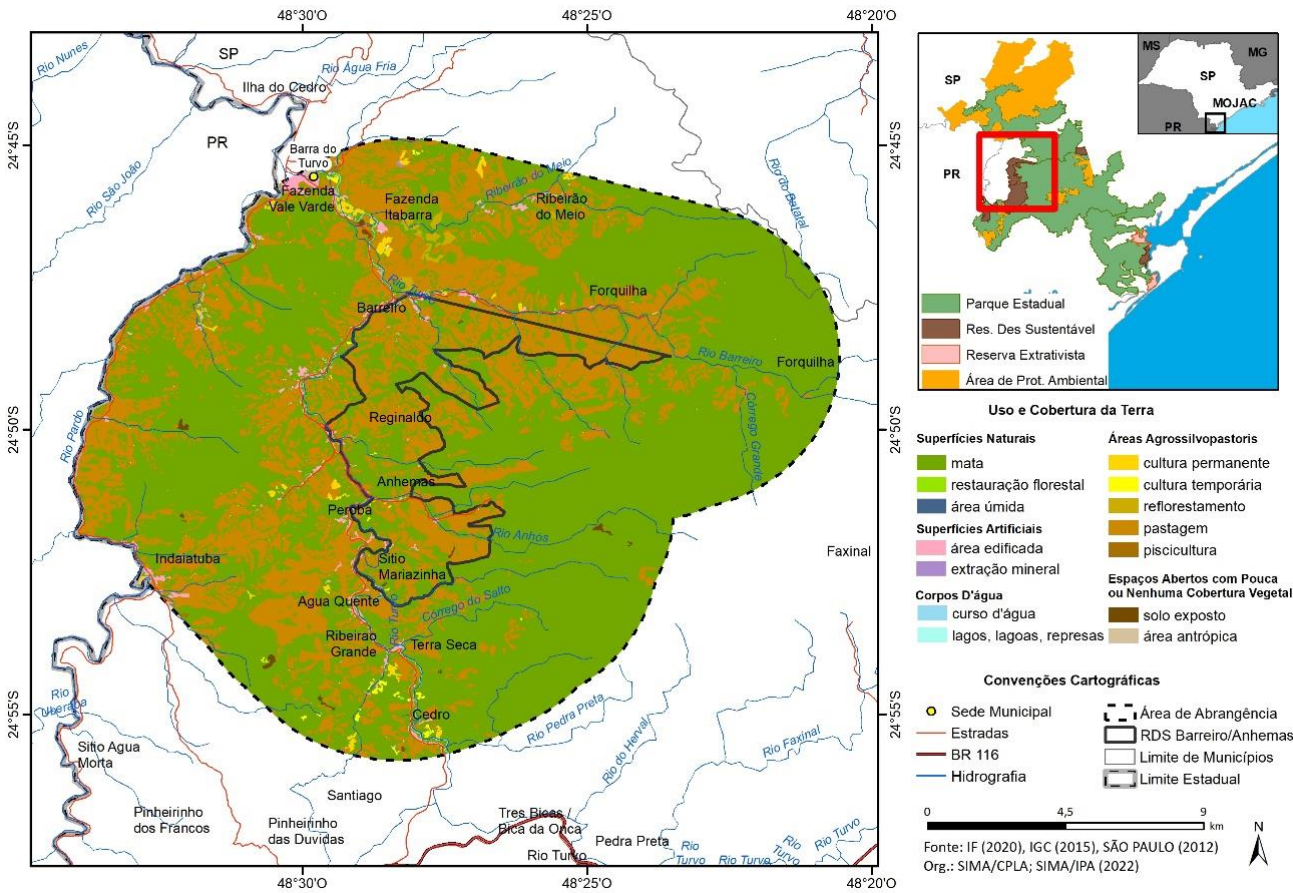 48°30'O
48°25'O
48°20'O
Rio Nunes
SP
Rio Água Fria
Ilha do Cedro
PR
24°45'S
24°45'S
Barra do
Turvo
Rio São João
Fazenda
Vale Varde
Fazenda
Itabarra
Ribeirão do Meio
Ribeirão
do Meio
Rio do Batatal
Rio Turvo
Barreiro
Forquilha
Rio Barreiro
Forquilha
Córrego Grande
Reginaldo
24°50'S
24°50'S
Rio Pardo
Anhemas
Peroba
Rio Anhos
Faxinal
Indaiatuba
Sitio
Mariazinha
Agua Quente
Córrego do Salto
Rio Turvo
Ribeirao
Grande
Terra Seca
24°55'S
24°55'S
Rio
Uberaba
Cedro
Rio Pedra Preta
Rio do Herval
Rio Faxinal
Sitio Agua
Morta
Santiago
Pinheirinho
dos Francos
Pinheirinho
das Duvidas
Tres Bicas /
Bica da Onca
Pedra Preta
Rio Turvo
Rio
Turvo
Rio Turvo
Rio
Turvo
Rio Turvo
48°30'O
48°25'O
48°20'O
MS
MG
SP
MOJAC
PR
SP
PR
Parque Estadual
Res. Des Sustentável
Reserva Extrativista
Área de Prot. Ambiental
Uso e Cobertura da Terra
Superfícies Naturais
mata
restauração florestal
área úmida
Superfícies Artificiais
área edificada
extração mineral
Corpos D'água
curso d'água
lagos, lagoas, represas
Áreas Agrossilvopastoris
cultura permanente
cultura temporária
reflorestamento
pastagem
piscicultura
Espaços Abertos com Pouca
ou Nenhuma Cobertura Vegetal
solo exposto
área antrópica
Convenções Cartográficas
Sede Municipal
Estradas
BR 116
Hidrografia
Área de Abrangência
RDS Barreiro/Anhemas
Limite de Municípios
Limite Estadual
0 4,5 9
km
N
Fonte: IF (2020), IGC (2015), SÃO PAULO (2012)
Org.: SIMA/CPLA; SIMA/IPA (2022)